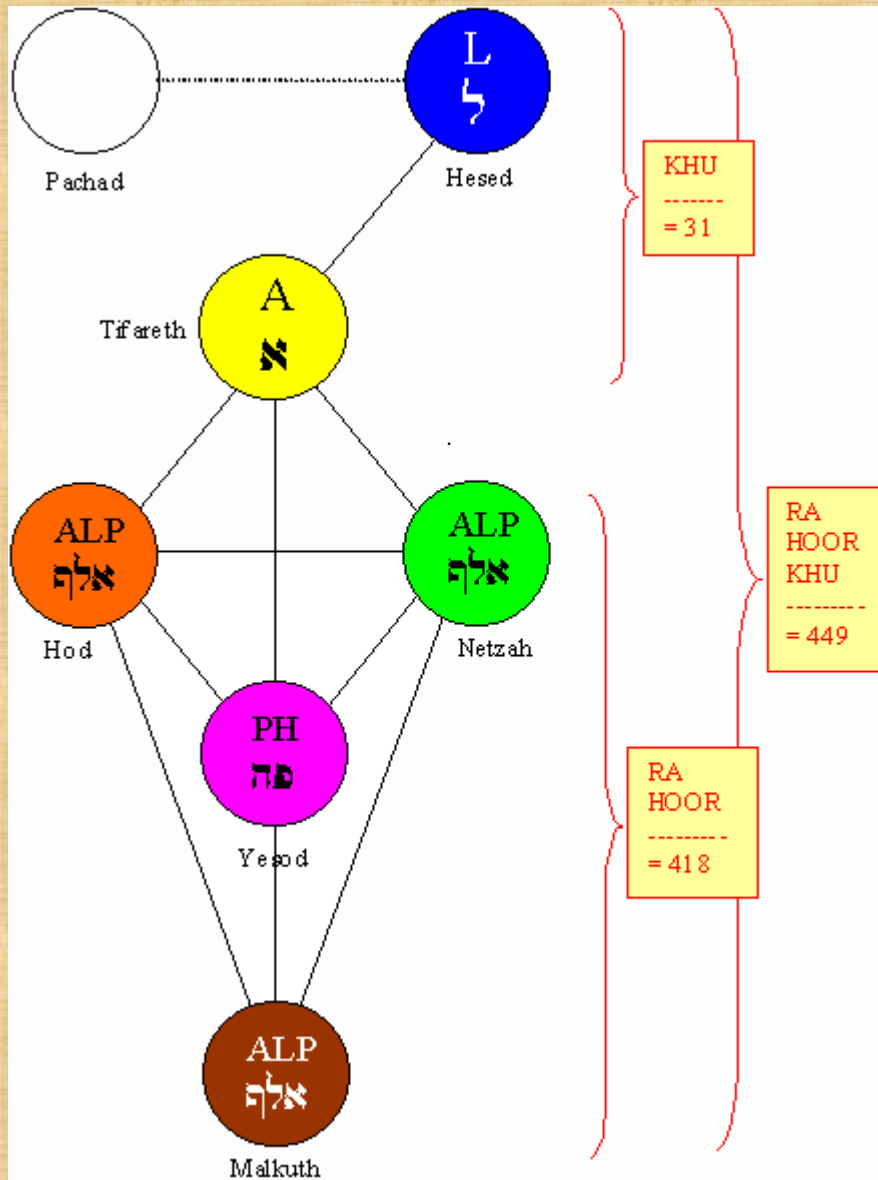 L
ל
Pachad
Hesed
KHU
-------
= 31
A
א
Tifareth
ALP
אלף
Hod
ALP
אלף
Netzah
RA
HOOR
KHU
---------
= 449
PH
פה
Yesod
RA
HOOR
---------
= 418
ALP
אלף
Malkuth